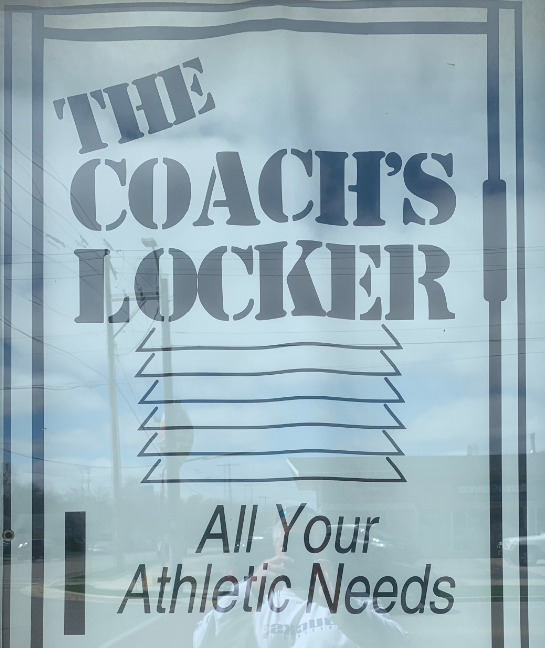 THE
COACH'S
LOCKER
All Your
Athletic Needs